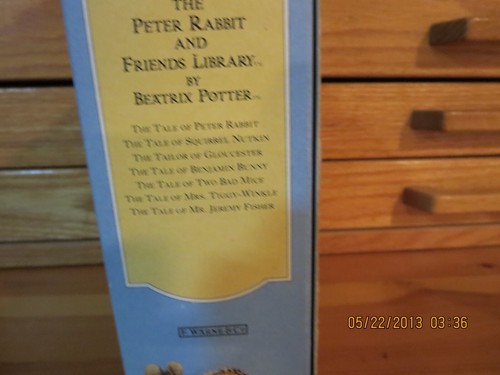 THE
PETER RABBIT
AND
FRIENDS LIBRARY™
BY
BEATRIX POTTER™
THE TALE OF PETER RABBIT
THE TALE OF SQUIRREL NUTKIN
THE TAILOR OF GLOUCESTER
THE TALE OF BENJAMIN BUNNY
THE TALE OF TWO BAD MICE
THE TALE OF MRS. TIGGY-WINKLE
THE TALE OF MR. JEREMY FISHER
F. WARNE & Co
05/22/2013 03:36